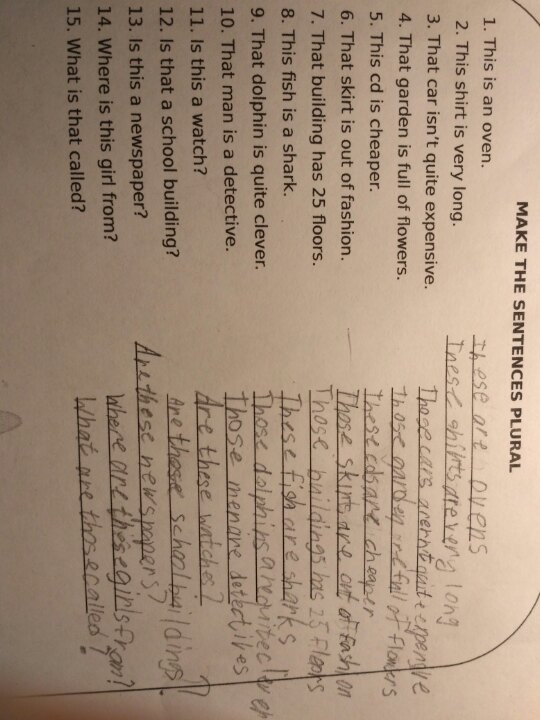 MAKE THE SENTENCES PLURAL
1. This is an oven. These are ovens
2. This shirt is very long. These shirts are very long
3. That car isn't quite expensive. Those cars arern't quite expensive
4. That garden is full of flowers. Those garden are full of flowers
5. This cd is cheaper. These cds are cheaper
6. That skirt is out of fashion. Those skirts are out of fashion
7. That building has 25 floors. Those buildings has 25 floors
8. This fish is a shark. These fish are sharks
9. That dolphin is quite clever. Those dolphins are quite clever
10. That man is a detective. Those men are detectives
11. Is this a watch? Are these watches?
12. Is that a school building? Are those school buildings?
13. Is this a newspaper? Are these newspapers?
14. Where is this girl from? Where are these girls from?
15. What is that called? What are those called?